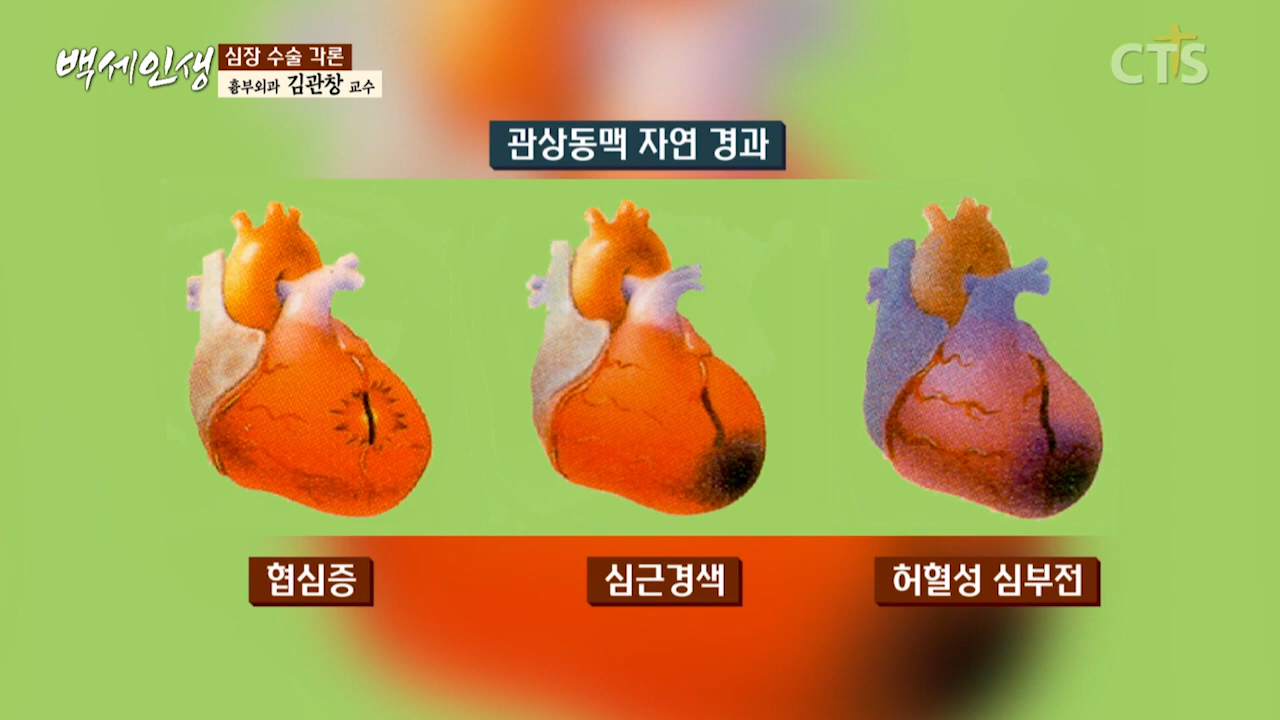 백세인생
심장 수술 각론
흉부외과 김관창 교수
CTS
관상동맥 자연 경과
협심증
심근경색
허혈성 심부전